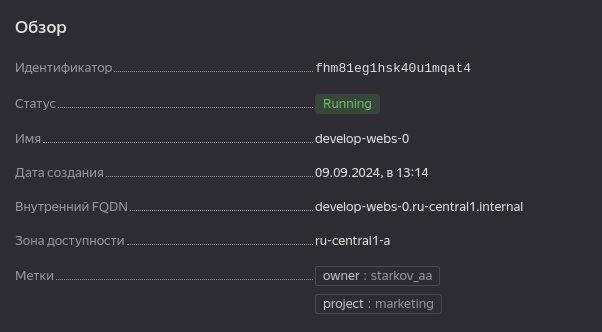 Обзор
Идентификатор fhm81eg1hsk40u1mqat4
Статус Running
Имя develop-webs-0
Дата создания 09.09.2024, в 13:14
Внутренний FQDN develop-webs-0.ru-central1.internal
Зона доступности ru-central1-a
Метки owner : starkov_aa
project : marketing